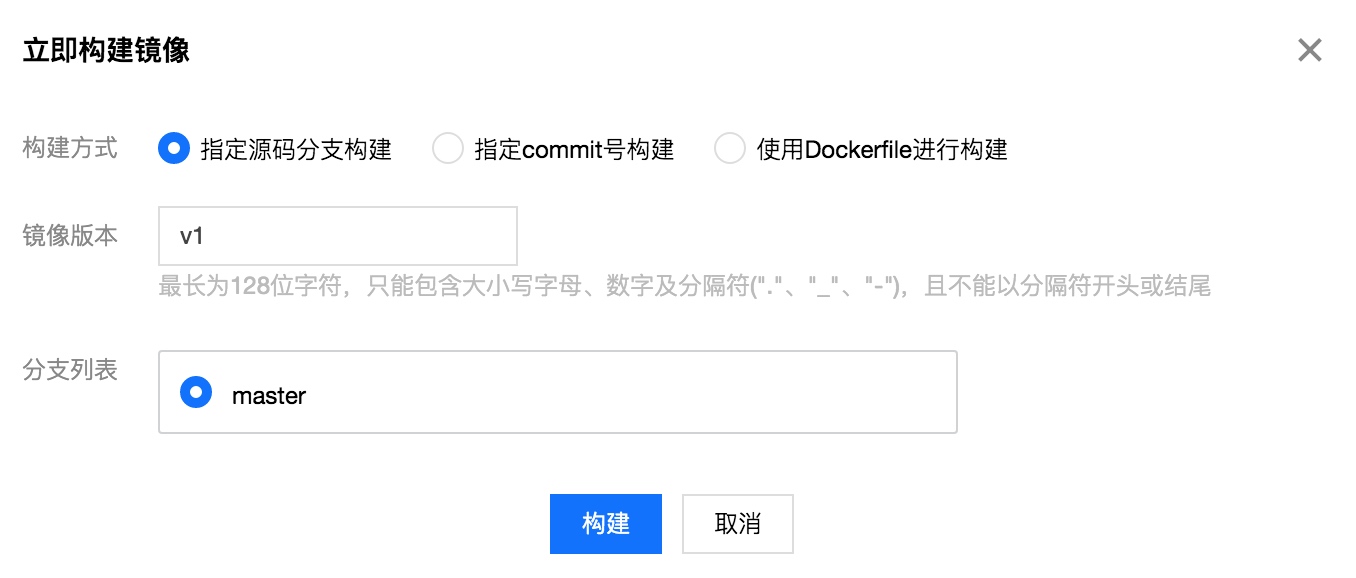 立即构建镜像
构建方式 指定源码分支构建 指定commit号构建 使用Dockerfile进行构建
镜像版本 v1
最长为128位字符，只能包含大小写字母、数字及分隔符("."、"_"、"-")，且不能以分隔符开头或结尾
分支列表 master
构建 取消